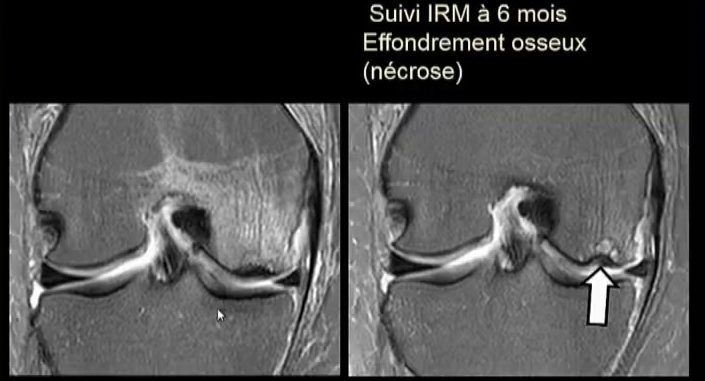 Suivi IRM à 6 mois
Effondrement osseux
(nécrose)